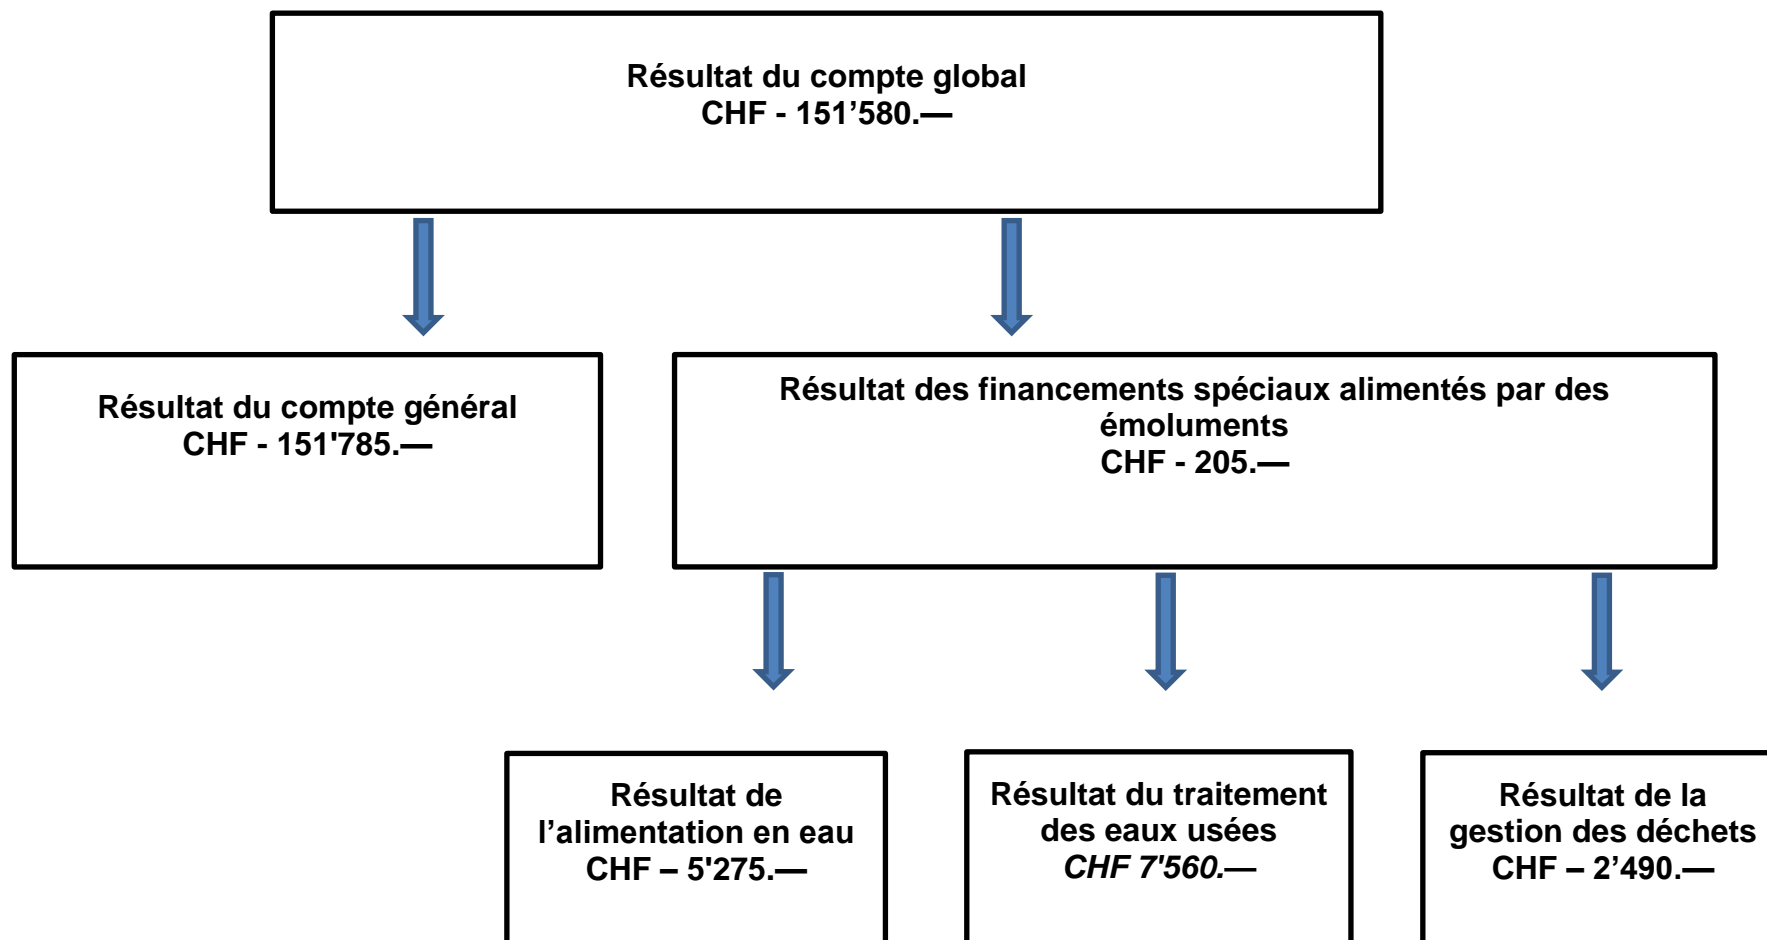 Résultat du compte global
CHF - 151’580.—
Résultat du compte général
CHF - 151'785.—
Résultat des financements spéciaux alimentés par des
émoluments
CHF - 205.—
Résultat de
l’alimentation en eau
CHF – 5'275.—
Résultat du traitement
des eaux usées
CHF 7'560.—
Résultat de la
gestion des déchets
CHF – 2’490.—